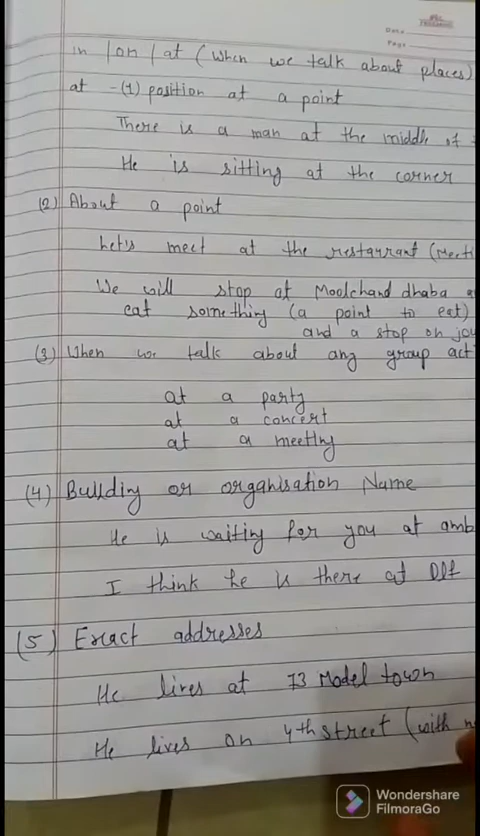 Date
Page
in / on / at (when we talk about places)
at - (1) position at a point
There is a man at the middle of
He is sitting at the corner
(2) About a point
Let's meet at the restaurant
We will stop at Moolchand dhaba
eat something (a point to eat)
and a stop on
(3) When we talk about any group
at a party
at a concert
at a meeting
(4) Building or organisation Name
He is waiting for you at
I think he is there at Dlf
(5) Exact addresses
He lives at 73 Model town
He lives on 4th street (with
Wondershare
FilmoraGo